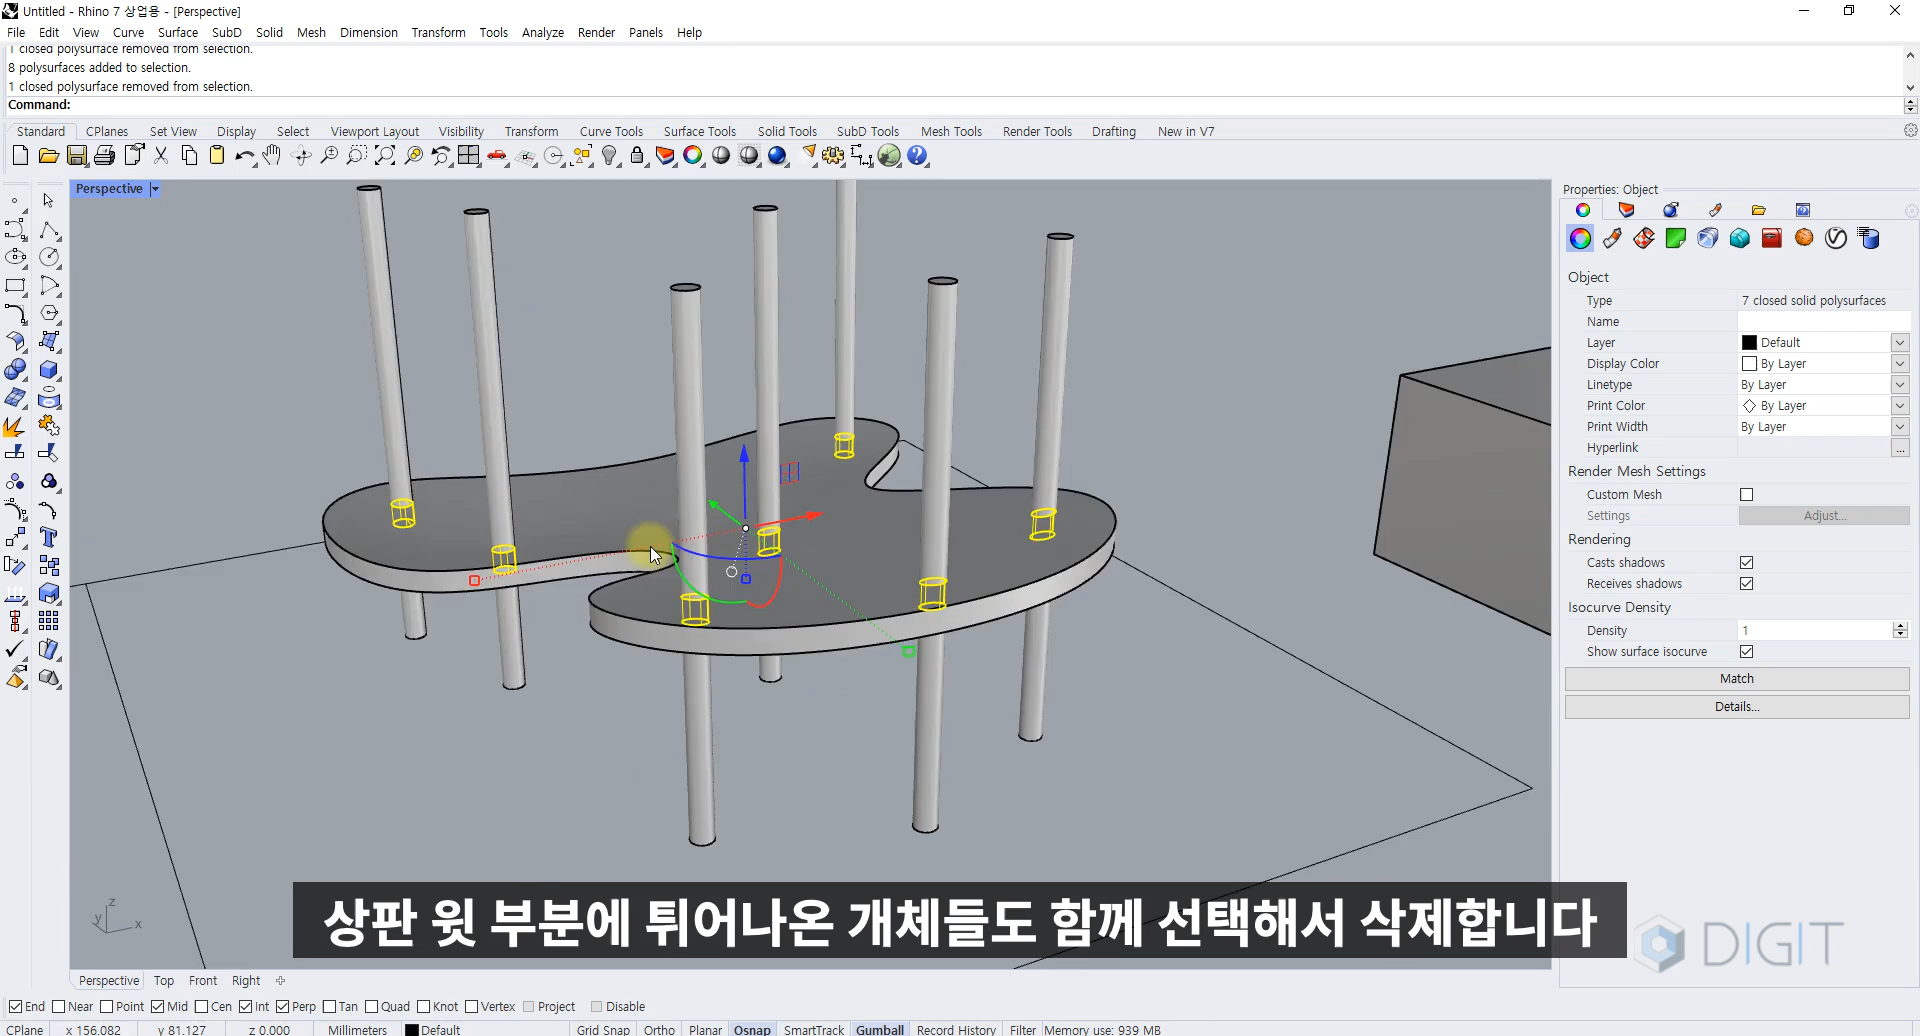 Untitled - Rhino 7 상업용 - [Perspective]
File Edit View Curve Surface SubD Solid Mesh Dimension Transform Tools Analyze Render Panels Help
1 closed polysurface removed from selection.
8 polysurfaces added to selection.
1 closed polysurface removed from selection.
Command:
Standard CPlanes Set View Display Select Viewport Layout Visibility Transform Curve Tools Surface Tools Solid Tools SubD Tools Mesh Tools Render Tools Drafting New in V7
Perspective
Properties: Object
Object
Type 7 closed solid polysurfaces
Name
Layer Default
Display Color By Layer
Linetype By Layer
Print Color By Layer
Print Width By Layer
Hyperlink ...
Render Mesh Settings
Custom Mesh
Settings Adjust...
Rendering
Casts shadows
Receives shadows
Isocurve Density
Density 1
Show surface isocurve
Match
Details...
z
y
x
상판 윗 부분에 튀어나온 개체들도 함께 선택해서 삭제합니다
DIGIT
Perspective Top Front Right
End Near Point Mid Cen Int Perp Tan Quad Knot Vertex Project Disable
CPlane x 156.082 y 81.127 z 0.000 Millimeters Default Grid Snap Ortho Planar Osnap SmartTrack Gumball Record History Filter Memory use: 939 MB